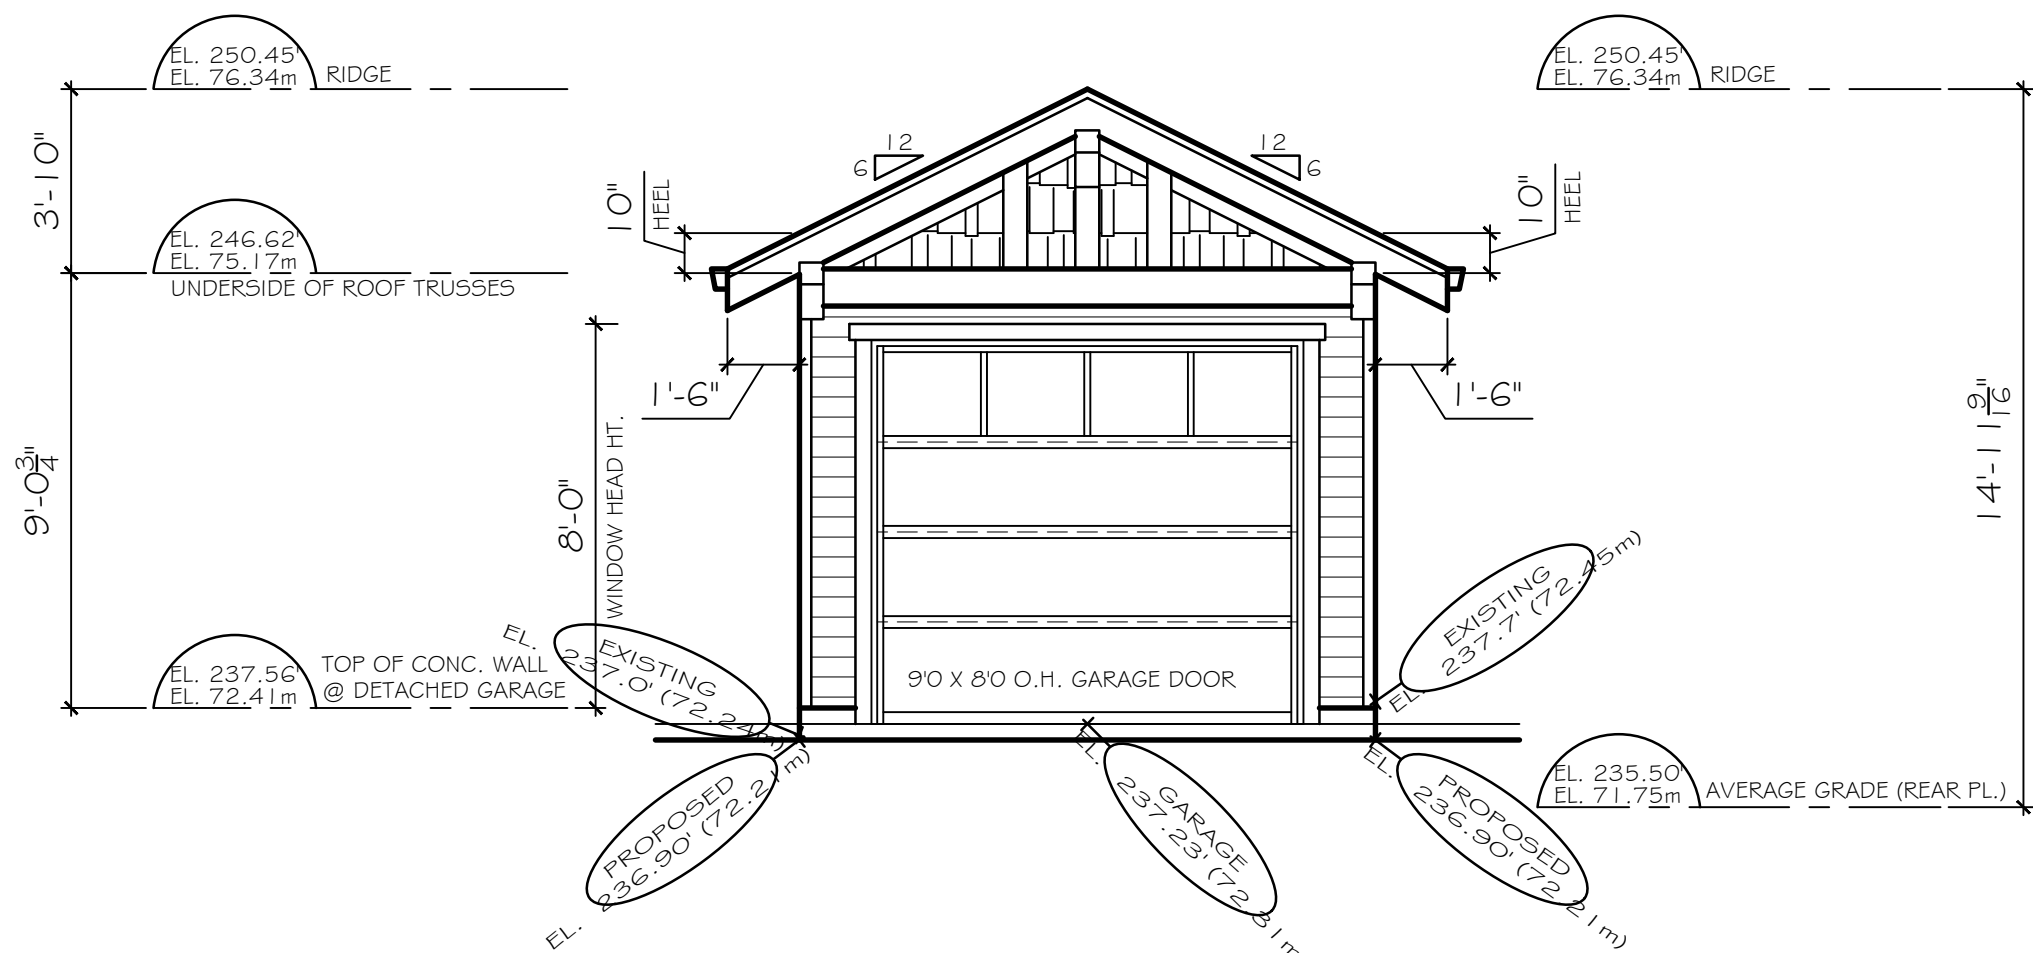 EL. 250.45'
EL. 76.34m RIDGE
EL. 250.45'
EL. 76.34m RIDGE
3'-10"
12
6
12
6
10"
HEEL
10"
HEEL
EL. 246.62'
EL. 75.17m
UNDERSIDE OF ROOF TRUSSES
1'-6"
1'-6"
9'-0 3/4"
8'-0"
WINDOW HEAD HT.
14'-11 9/16"
EL. 237.56'
EL. 72.41m
TOP OF CONC. WALL
@ DETACHED GARAGE
EXISTING
EL. 237.0' (72.24m)
EXISTING
EL. 237.7' (72.45m)
9'0 X 8'0 O.H. GARAGE DOOR
PROPOSED
EL. 236.90' (72.21m)
GARAGE
EL. 237.23' (72.31m
PROPOSED
EL. 236.90' (72.21m)
EL. 235.50'
EL. 71.75m AVERAGE GRADE (REAR PL.)